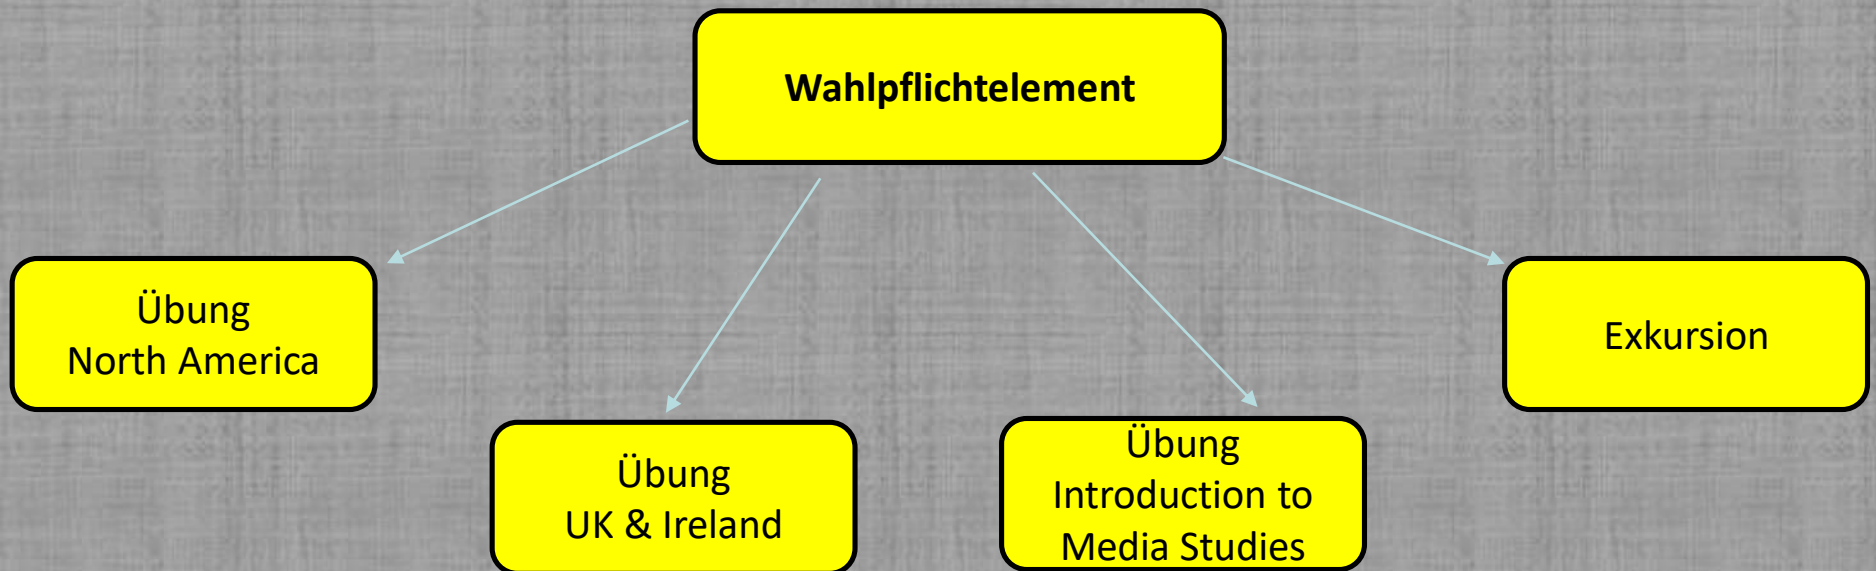 Wahlpflichtelement
Übung
North America
Übung
UK & Ireland
Übung
Introduction to
Media Studies
Exkursion